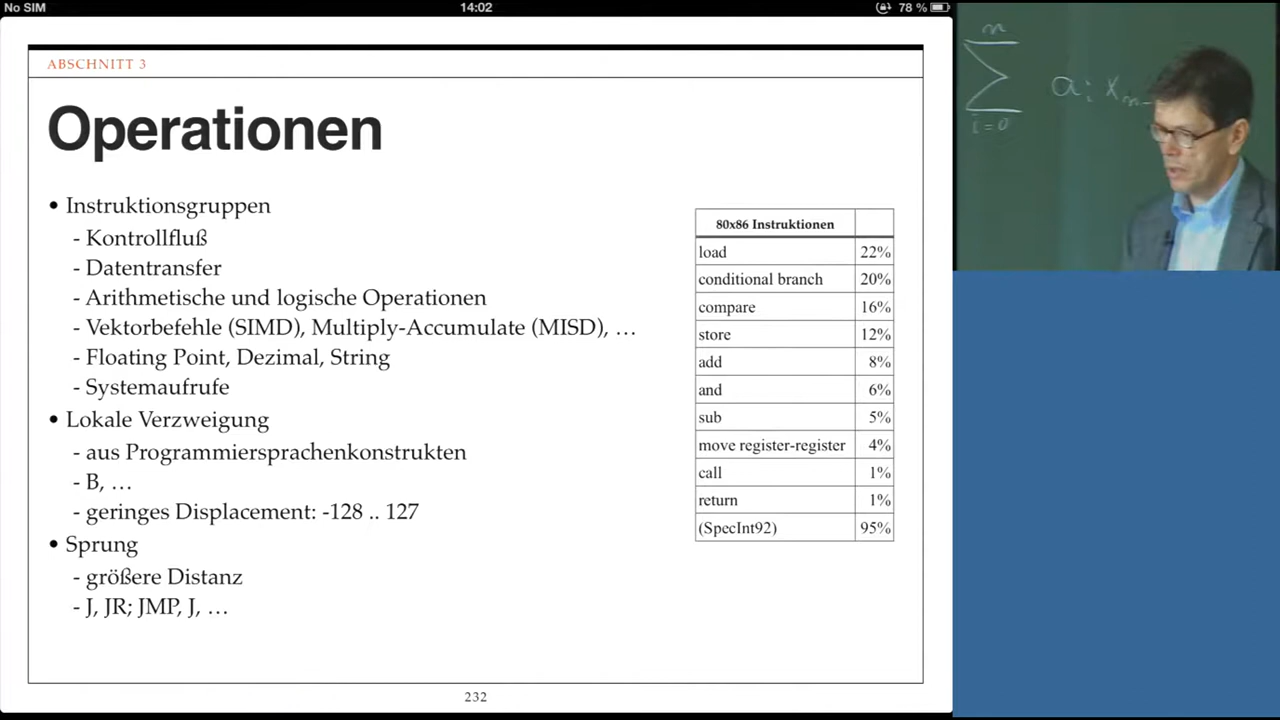 No SIM 14:02 78 %
ABSCHNITT 3
Operationen
• Instruktionsgruppen
- Kontrollfluß
- Datentransfer
- Arithmetische und logische Operationen
- Vektorbefehle (SIMD), Multiply-Accumulate (MISD), …
- Floating Point, Dezimal, String
- Systemaufrufe
• Lokale Verzweigung
- aus Programmiersprachenkonstrukten
- B, …
- geringes Displacement: -128 .. 127
• Sprung
- größere Distanz
- J, JR; JMP, J, …
80x86 Instruktionen
load 22%
conditional branch 20%
compare 16%
store 12%
add 8%
and 6%
sub 5%
move register-register 4%
call 1%
return 1%
(SpecInt92) 95%
232
n
∑ a i x n-
i=0